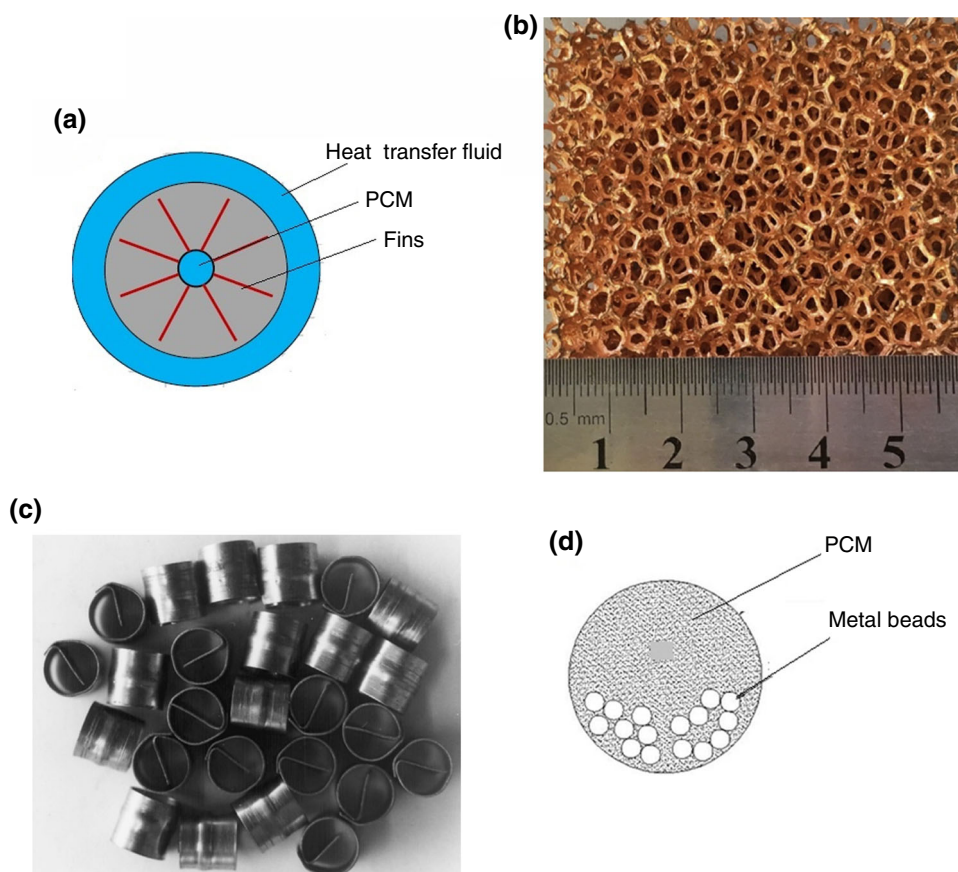 (a)
Heat transfer fluid
PCM
Fins
(b)
0.5 mm
1 2 3 4 5
(c)
(d)
PCM
Metal beads